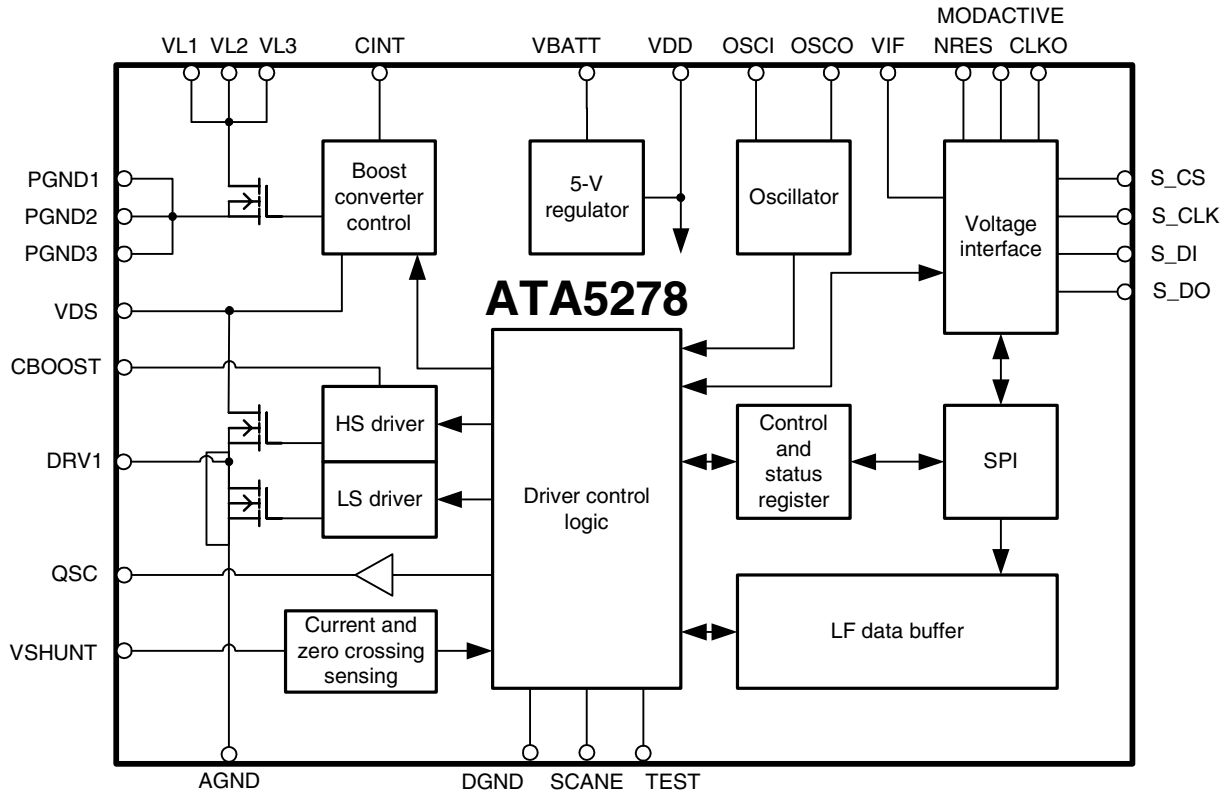 MODACTIVE
VL1 VL2 VL3 CINT VBATT VDD OSCI OSCO VIF NRES CLKO
PGND1
PGND2
PGND3
VDS
CBOOST
DRV1
QSC
VSHUNT
Boost
converter
control
5-V
regulator
Oscillator
Voltage
interface
S_CS
S_CLK
S_DI
S_DO
ATA5278
HS driver
LS driver
Driver control
logic
Control
and
status
register
SPI
Current and
zero crossing
sensing
LF data buffer
AGND DGND SCANE TEST